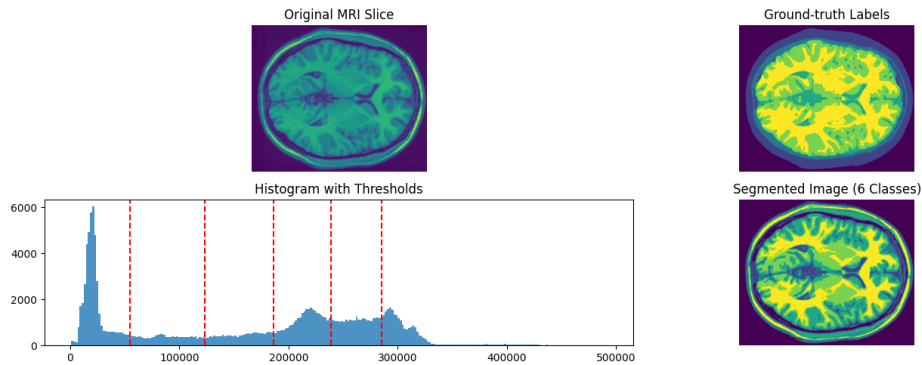 Original MRI Slice
Ground-truth Labels
Histogram with Thresholds
Segmented Image (6 Classes)
6000
4000
2000
0
0
100000
200000
300000
400000
500000